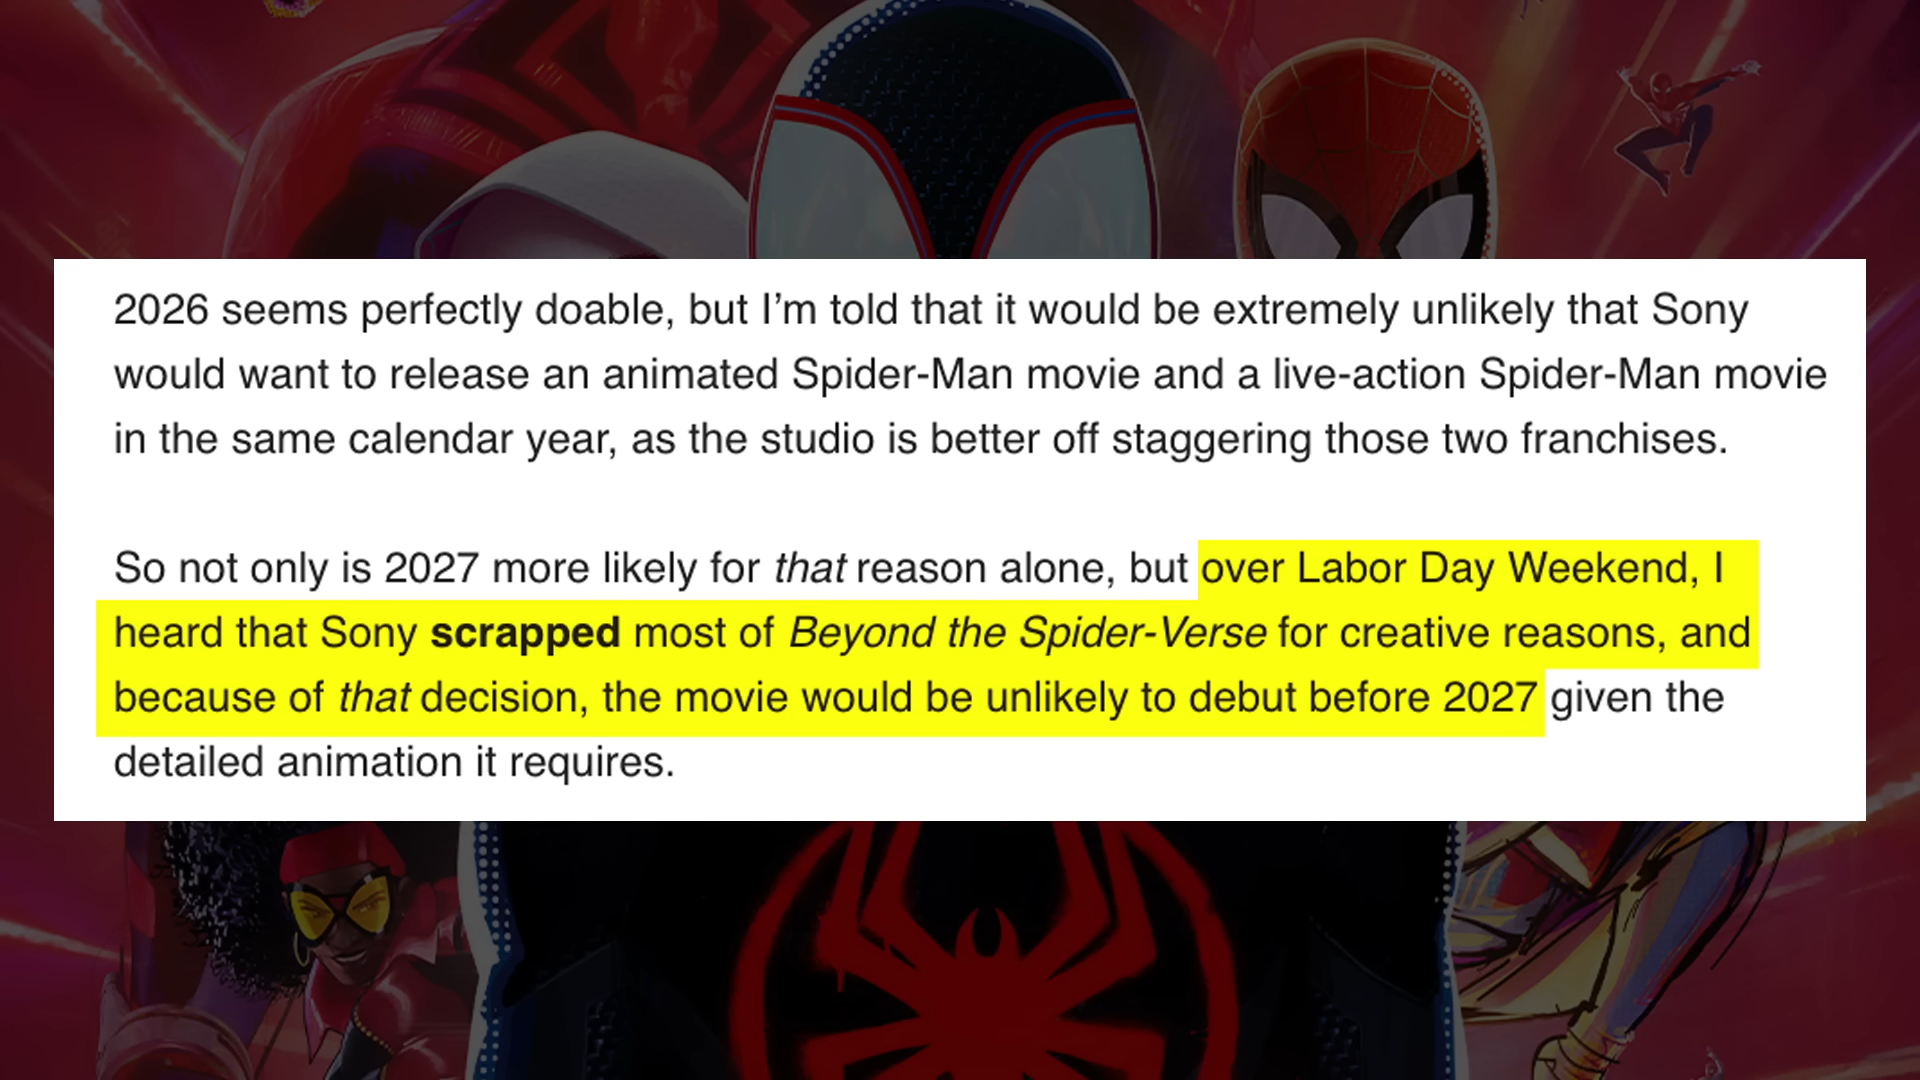 2026 seems perfectly doable, but I’m told that it would be extremely unlikely that Sony
would want to release an animated Spider-Man movie and a live-action Spider-Man movie
in the same calendar year, as the studio is better off staggering those two franchises.
So not only is 2027 more likely for that reason alone, but over Labor Day Weekend, I
heard that Sony scrapped most of Beyond the Spider-Verse for creative reasons, and
because of that decision, the movie would be unlikely to debut before 2027 given the
detailed animation it requires.